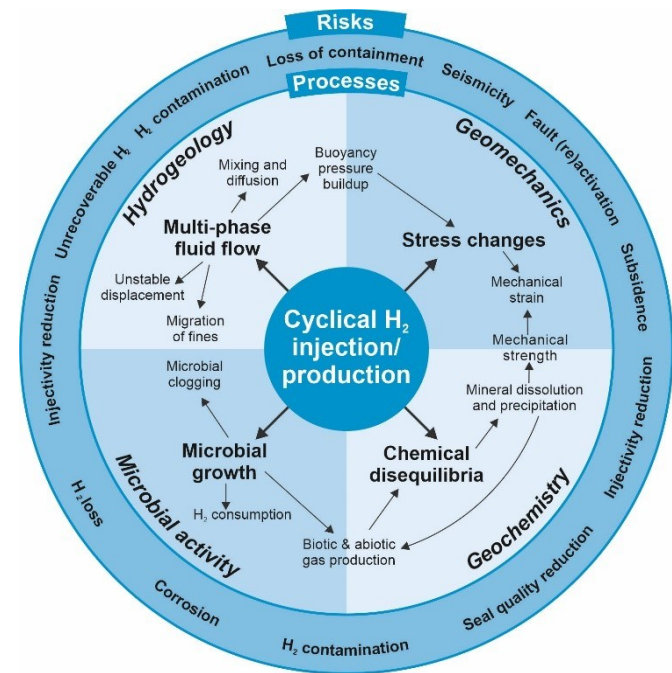 Risks
Loss of containment
Seismicity
Fault (re)activation
Subsidence
Injectivity reduction
Seal quality reduction
H₂ contamination
Corrosion
H₂ loss
Injectivity reduction
Unrecoverable H₂
H₂ contamination
Processes
Hydrogeology
Mixing and
diffusion
Buoyancy
pressure
buildup
Multi-phase
fluid flow
Unstable
displacement
Migration
of fines
Geomechanics
Stress changes
Mechanical
strain
Mechanical
strength
Cyclical H₂
injection/
production
Microbial
clogging
Microbial
growth
H₂ consumption
Microbial activity
Mineral dissolution
and precipitation
Chemical
disequilibria
Biotic & abiotic
gas production
Geochemistry